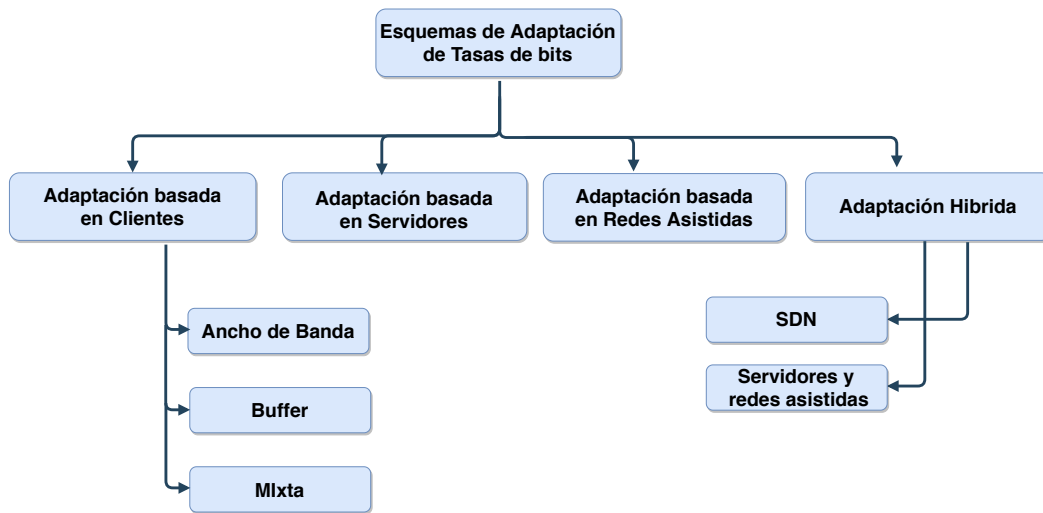 Esquemas de Adaptación
de Tasas de bits
Adaptación basada
en Clientes
Adaptación basada
en Servidores
Adaptación basada
en Redes Asistidas
Adaptación Hibrida
Ancho de Banda
Buffer
MIxta
SDN
Servidores y
redes asistidas